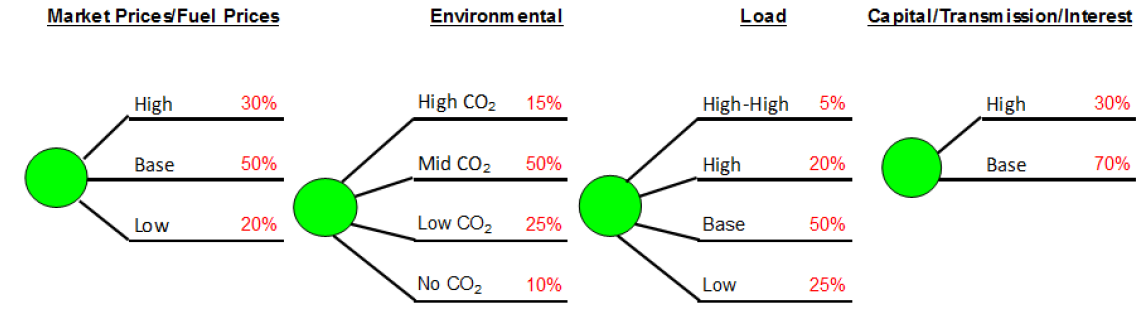 Market Prices/Fuel Prices Environmental Load Capital/Transmission/Interest
High 30% High CO₂ 15% High-High 5% High 30%
Base 50% Mid CO₂ 50% High 20% Base 70%
Low 20% Low CO₂ 25% Base 50%
No CO₂ 10% Low 25%